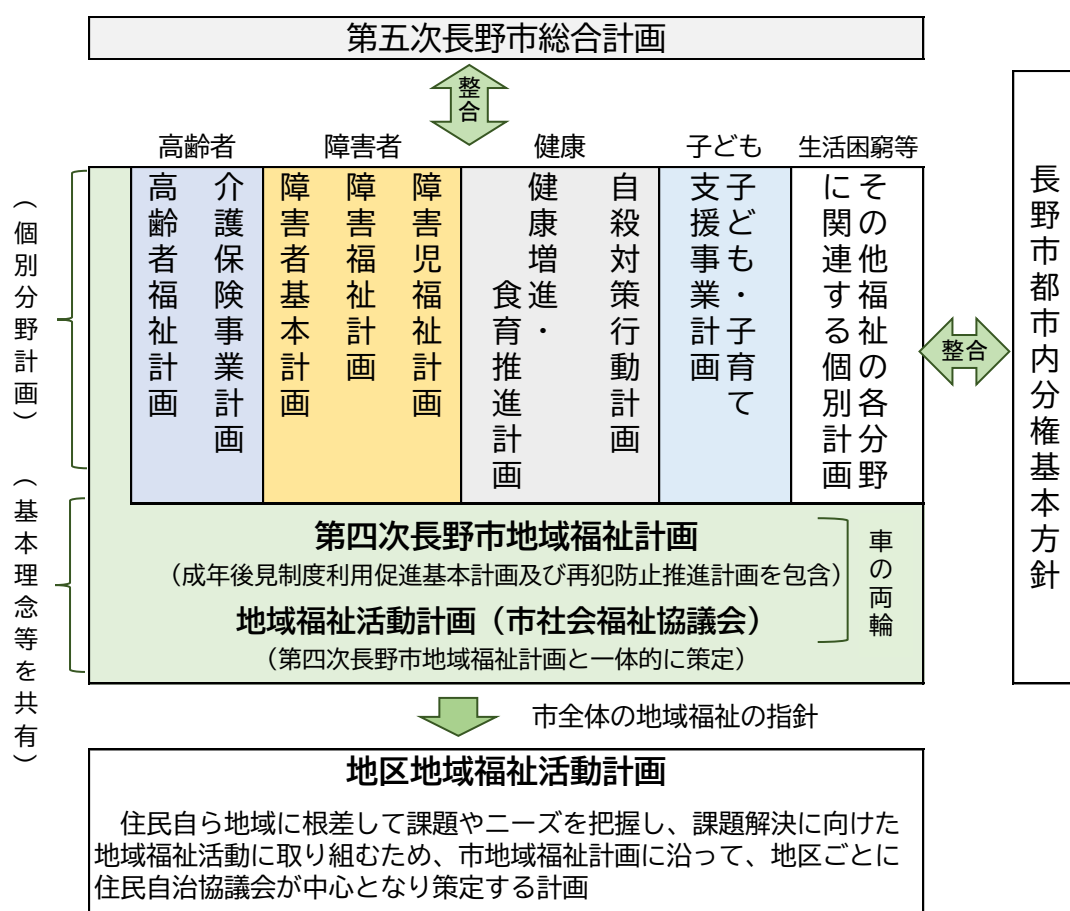 第五次長野市総合計画
整合
高齢者
障害者
健康
子ども
生活困窮等
(個別分野計画)
高齢者福祉計画
介護保険事業計画
障害者基本計画
障害福祉計画
障害児福祉計画
健康増進・
食育推進計画
自殺対策行動計画
子ども・子育て
支援事業計画
その他福祉の各分野
に関連する個別計画
整合
長野市都市内分権基本方針
(基本理念等を共有)
第四次長野市地域福祉計画
(成年後見制度利用促進基本計画及び再犯防止推進計画を包含)
地域福祉活動計画(市社会福祉協議会)
(第四次長野市地域福祉計画と一体的に策定)
車の両輪
市全体の地域福祉の指針
地区地域福祉活動計画
住民自ら地域に根差して課題やニーズを把握し、課題解決に向けた
地域福祉活動に取り組むため、市地域福祉計画に沿って、地区ごとに
住民自治協議会が中心となり策定する計画